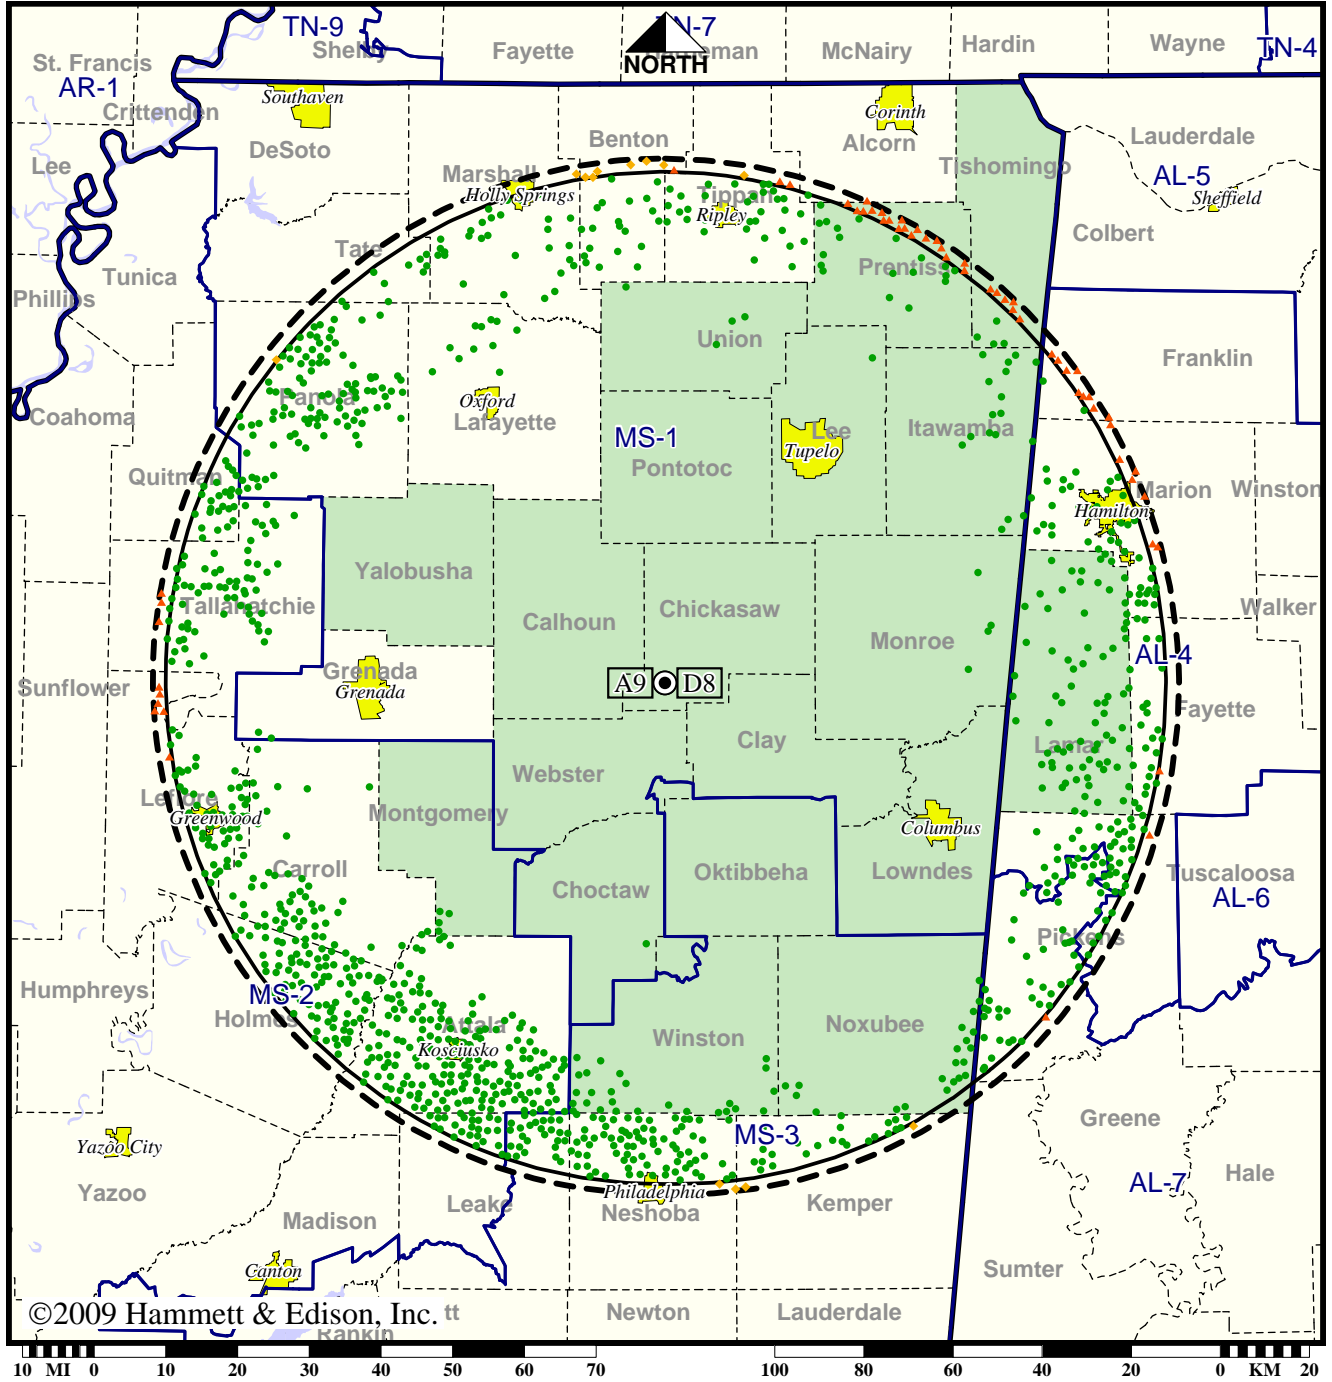 TN-9
TN-7
Shelby
Fayette
McNairy
Hardin
Wayne
TN-4
NORTH
St. Francis
AR-1
Crittenden
Southaven
Corinth
Lee
DeSoto
Benton
Alcorn
Tishomingo
Lauderdale
AL-5
Marshall
Holly Springs
Tippah
Ripley
Sheffield
Tate
Colbert
Tunica
Prentiss
Phillips
Union
Franklin
Panola
Oxford
Lafayette
Coahoma
MS-1
Lee
Tupelo
Itawamba
Pontotoc
Quitman
Marion
Winston
Hamilton
Yalobusha
Tallahatchie
Calhoun
Chickasaw
Monroe
Walker
AL-4
Grenada
Grenada
Sunflower
A9
D8
Fayette
Clay
Lamar
Webster
Leflore
Greenwood
Montgomery
Columbus
Carroll
Choctaw
Oktibbeha
Lowndes
Tuscaloosa
AL-6
Pickens
Humphreys
MS-2
Holmes
Attala
Kosciusko
Winston
Noxubee
Greene
Yazoo City
MS-3
Hale
AL-7
Yazoo
Philadelphia
Neshoba
Leake
Kemper
Madison
Canton
Sumter
©2009 Hammett & Edison, Inc.
tt
Newton
Lauderdale
Rankin
10 MI 0 10 20 30 40 50 60 70 100 80 60 40 20 0 KM 20